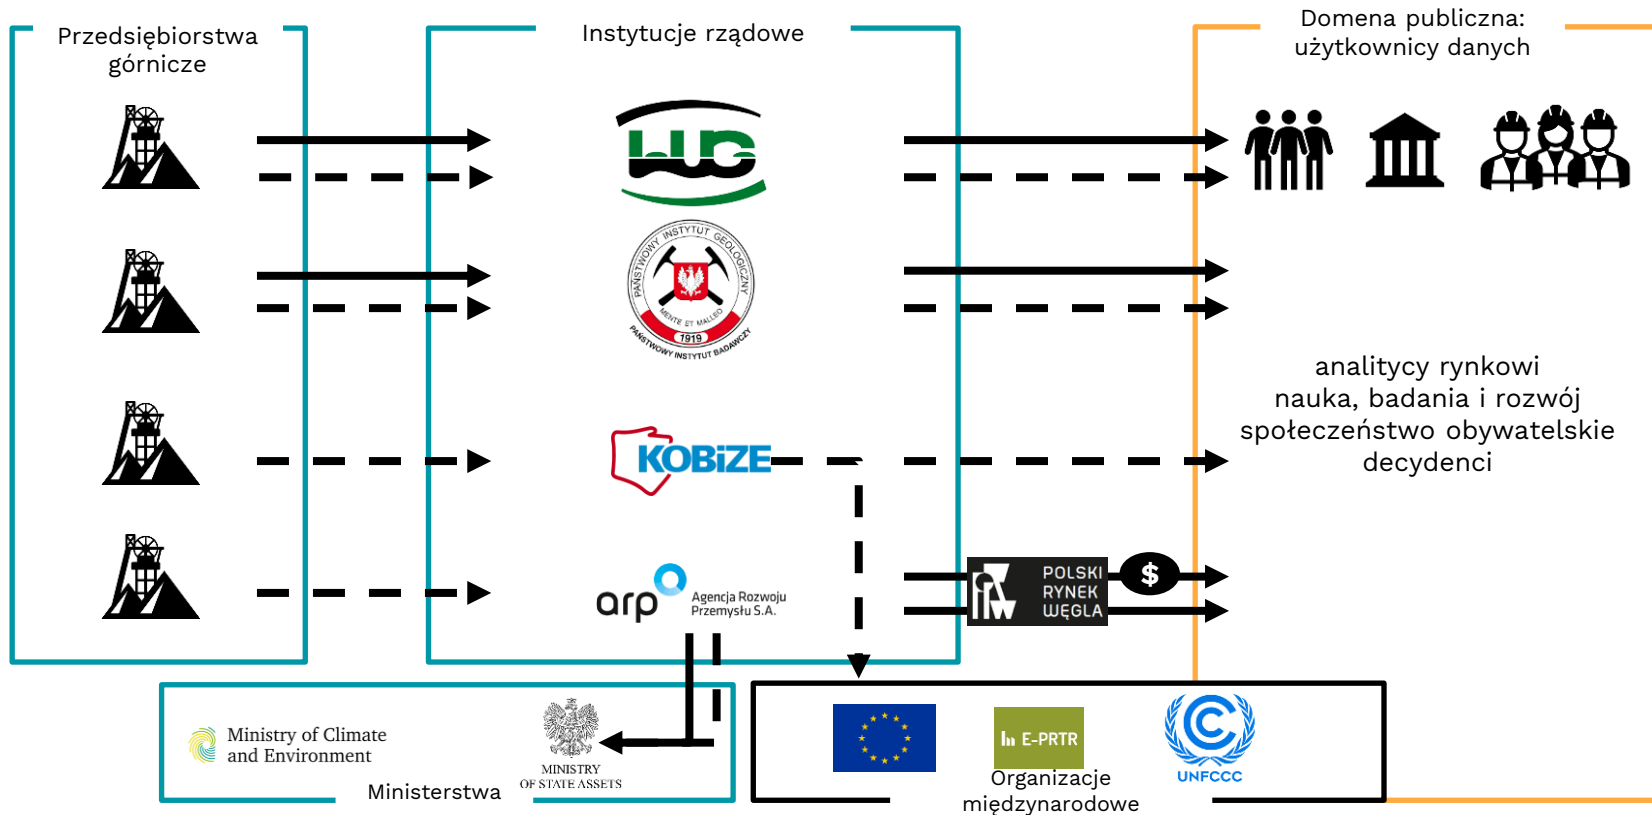 Przedsiębiorstwa
górnicze
Instytucje rządowe
Domena publiczna:
użytkownicy danych
WUG
PAŃSTWOWY INSTYTUT GEOLOGICZNY
MENTE ET MALLEO
1919
PAŃSTWOWY INSTYTUT BADAWCZY
analitycy rynkowi
nauka, badania i rozwój
społeczeństwo obywatelskie
decydenci
KOBiZE
arp
Agencja Rozwoju
Przemysłu S.A.
POLSKI
RYNEK
WĘGLA
$
Ministry of Climate
and Environment
MINISTRY
OF STATE ASSETS
Ministerstwa
E-PRTR
UNFCCC
Organizacje
międzynarodowe